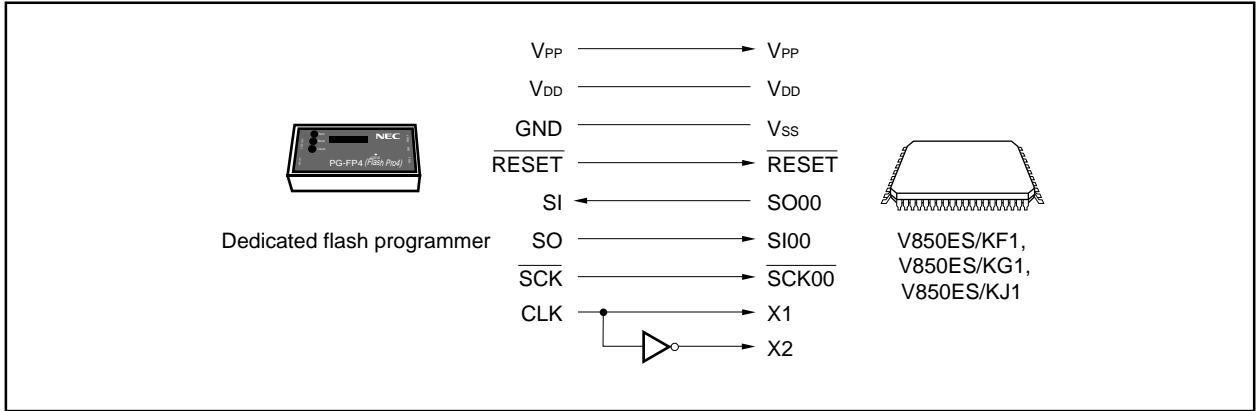 VPP VPP
VDD VDD
GND VSS
RESET RESET
SI SO00
SO SI00
SCK SCK00
CLK X1
X2
NEC
PG-FP4 (Flash Pro4)
Dedicated flash programmer
V850ES/KF1,
V850ES/KG1,
V850ES/KJ1